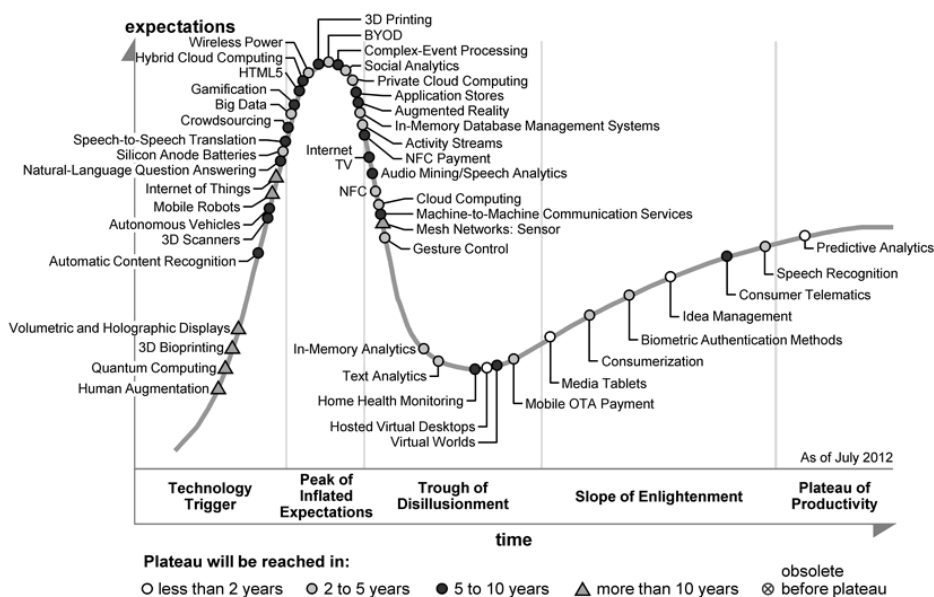 expectations
3D Printing
BYOD
Wireless Power
Complex-Event Processing
Hybrid Cloud Computing
Social Analytics
HTML5
Private Cloud Computing
Gamification
Application Stores
Big Data
Augmented Reality
Crowdsourcing
In-Memory Database Management Systems
Speech-to-Speech Translation
Activity Streams
Silicon Anode Batteries
NFC Payment
Internet
TV
Natural-Language Question Answering
Audio Mining/Speech Analytics
Internet of Things
NFC
Mobile Robots
Cloud Computing
Autonomous Vehicles
Machine-to-Machine Communication Services
3D Scanners
Mesh Networks: Sensor
Gesture Control
Predictive Analytics
Automatic Content Recognition
Speech Recognition
Consumer Telematics
Idea Management
Volumetric and Holographic Displays
Biometric Authentication Methods
3D Bioprinting
In-Memory Analytics
Consumerization
Quantum Computing
Text Analytics
Media Tablets
Human Augmentation
Home Health Monitoring
Mobile OTA Payment
Hosted Virtual Desktops
Virtual Worlds
As of July 2012
Technology
Trigger
Peak of
Inflated
Expectations
Trough of
Disillusionment
Slope of Enlightenment
Plateau of
Productivity
time
Plateau will be reached in:
less than 2 years
2 to 5 years
5 to 10 years
more than 10 years
obsolete
before plateau